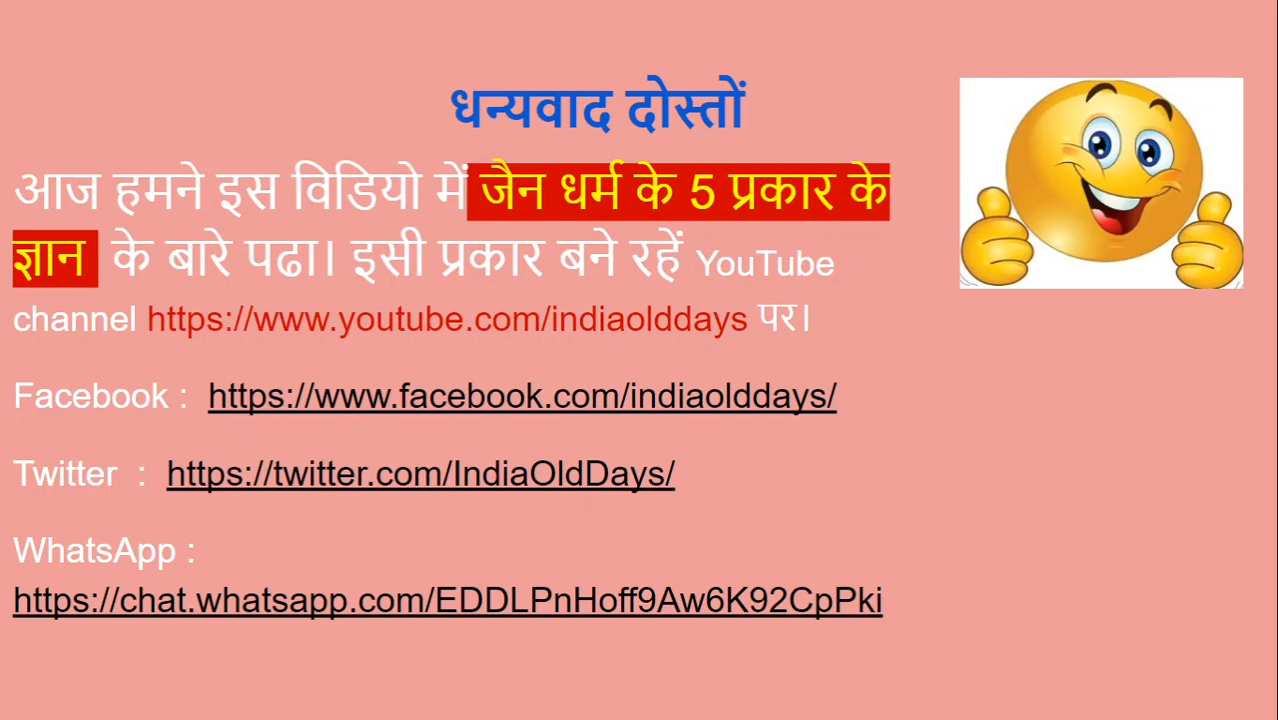 धन्यवाद दोस्तों
आज हमने इस विडियो में जैन धर्म के 5 प्रकार के
ज्ञान के बारे पढा। इसी प्रकार बने रहें YouTube
channel https://www.youtube.com/indiaolddays पर।
Facebook : https://www.facebook.com/indiaolddays/
Twitter : https://twitter.com/IndiaOldDays/
WhatsApp :
https://chat.whatsapp.com/EDDLPnHoff9Aw6K92CpPki